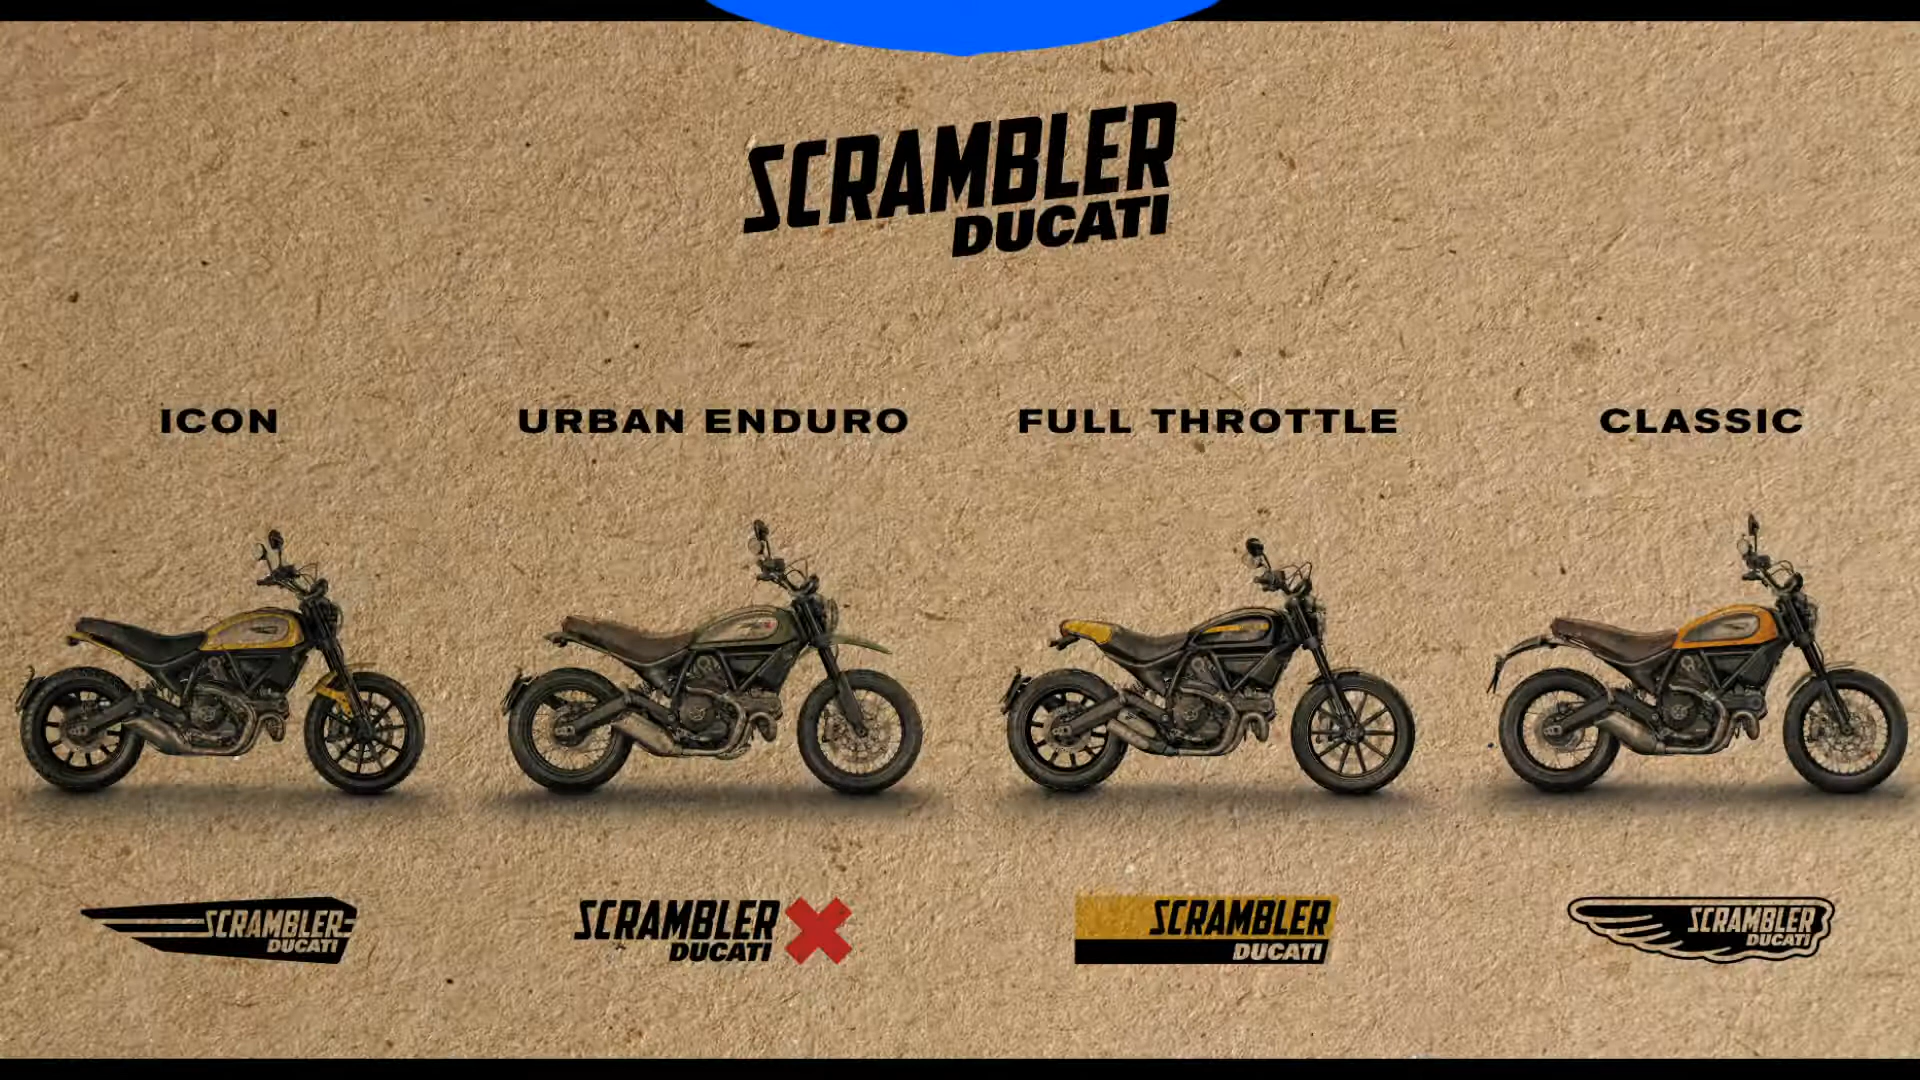 SCRAMBLER
DUCATI
ICON
URBAN ENDURO
FULL THROTTLE
CLASSIC
SCRAMBLER
DUCATI
SCRAMBLER
DUCATI
SCRAMBLER
DUCATI
SCRAMBLER
DUCATI